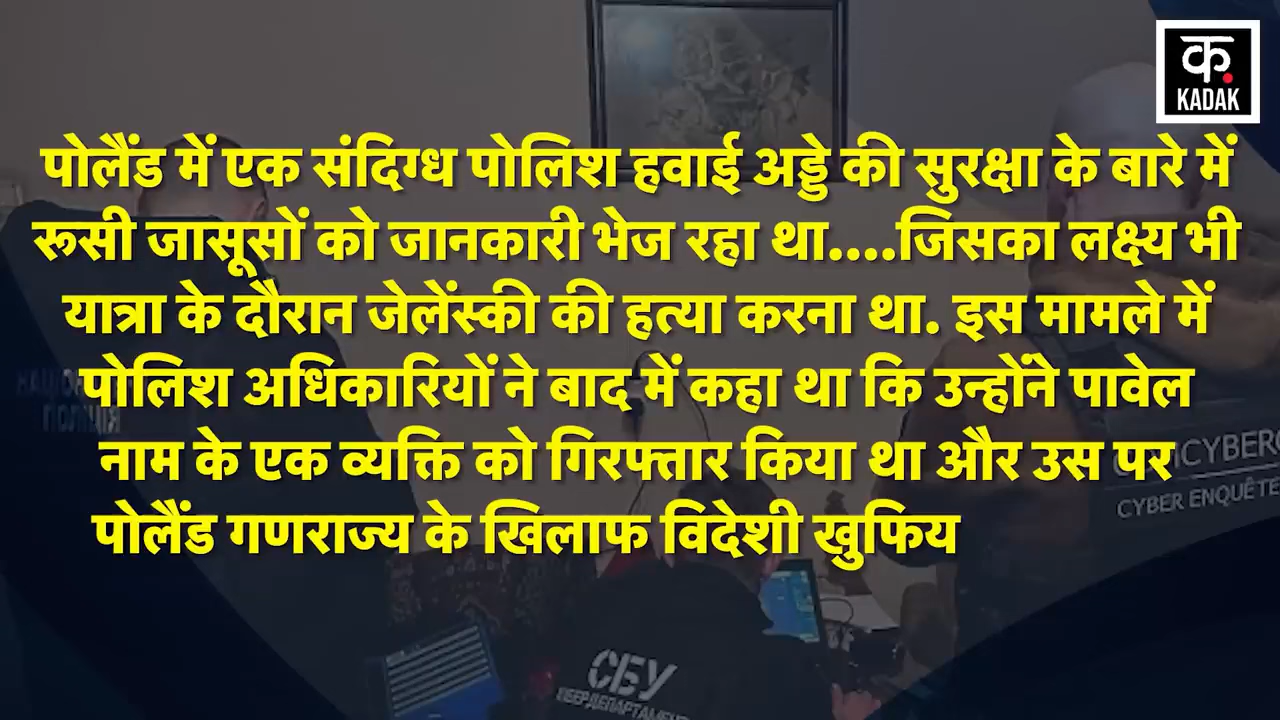 क
KADAK
पोलैंड में एक संदिग्ध पोलिश हवाई अड्डे की सुरक्षा के बारे में
रूसी जासूसों को जानकारी भेज रहा था....जिसका लक्ष्य भी
यात्रा के दौरान जेलेंस्की की हत्या करना था. इस मामले में
पोलिश अधिकारियों ने बाद में कहा था कि उन्होंने पावेल
नाम के एक व्यक्ति को गिरफ्तार किया था और उस पर
पोलैंड गणराज्य के खिलाफ विदेशी खुफिय
ПОЛІЦІЯ
CYBER ENQUÊTE
СБУ